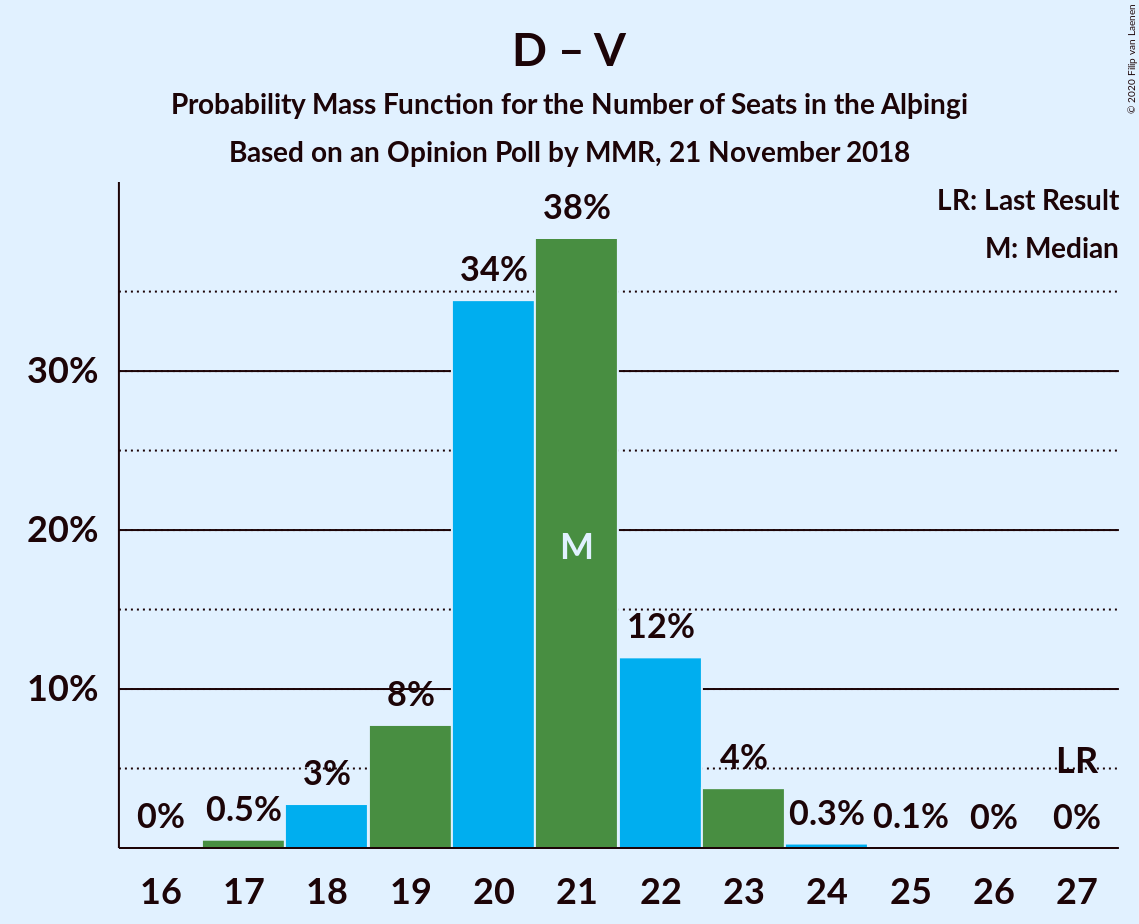 D – V
Probability Mass Function for the Number of Seats in the Alþingi
Based on an Opinion Poll by MMR, 21 November 2018
© 2020 Filip van Laenen
LR: Last Result
M: Median
38%
34%
30%
20%
M
12%
10%
8%
4%
LR
3%
0%
0.5%
0.3%
0.1%
0%
0%
16 17 18 19 20 21 22 23 24 25 26 27